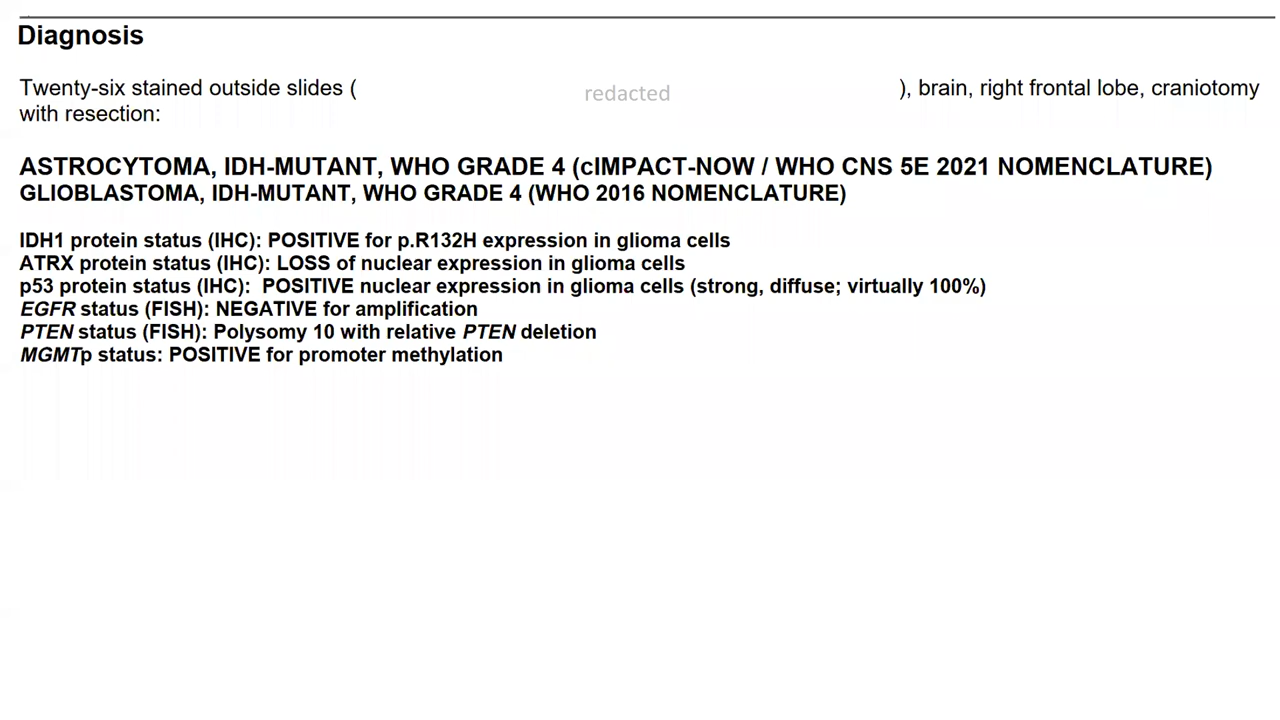 Diagnosis
Twenty-six stained outside slides ( redacted ), brain, right frontal lobe, craniotomy
with resection:
ASTROCYTOMA, IDH-MUTANT, WHO GRADE 4 (cIMPACT-NOW / WHO CNS 5E 2021 NOMENCLATURE)
GLIOBLASTOMA, IDH-MUTANT, WHO GRADE 4 (WHO 2016 NOMENCLATURE)
IDH1 protein status (IHC): POSITIVE for p.R132H expression in glioma cells
ATRX protein status (IHC): LOSS of nuclear expression in glioma cells
p53 protein status (IHC):  POSITIVE nuclear expression in glioma cells (strong, diffuse; virtually 100%)
EGFR status (FISH): NEGATIVE for amplification
PTEN status (FISH): Polysomy 10 with relative PTEN deletion
MGMTp status: POSITIVE for promoter methylation